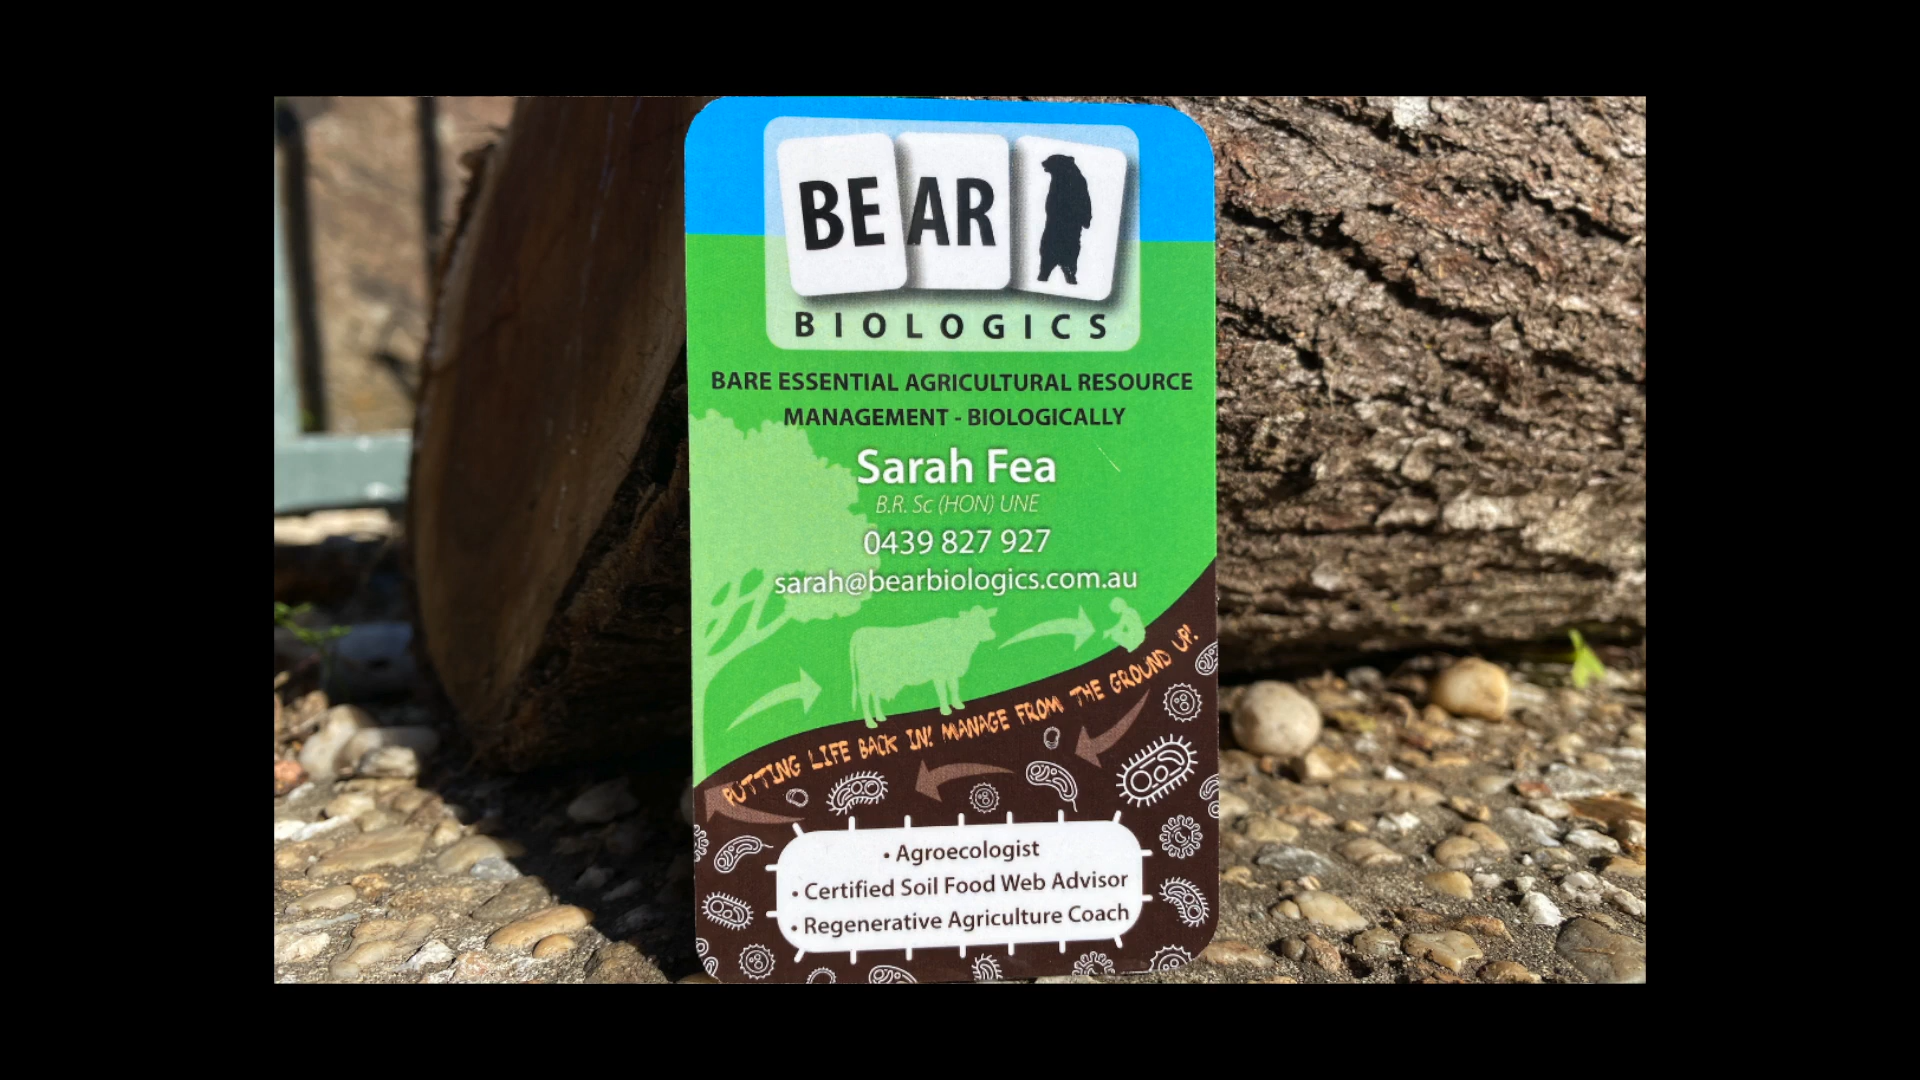 BEAR
BIOLOGICS
BARE ESSENTIAL AGRICULTURAL RESOURCE
MANAGEMENT - BIOLOGICALLY
Sarah Fea
B.R. Sc (HON) UNE
0439 827 927
sarah@bearbiologics.com.au
PUTTING LIFE BACK IN! MANAGE FROM THE GROUND UP!
• Agroecologist
• Certified Soil Food Web Advisor
• Regenerative Agriculture Coach